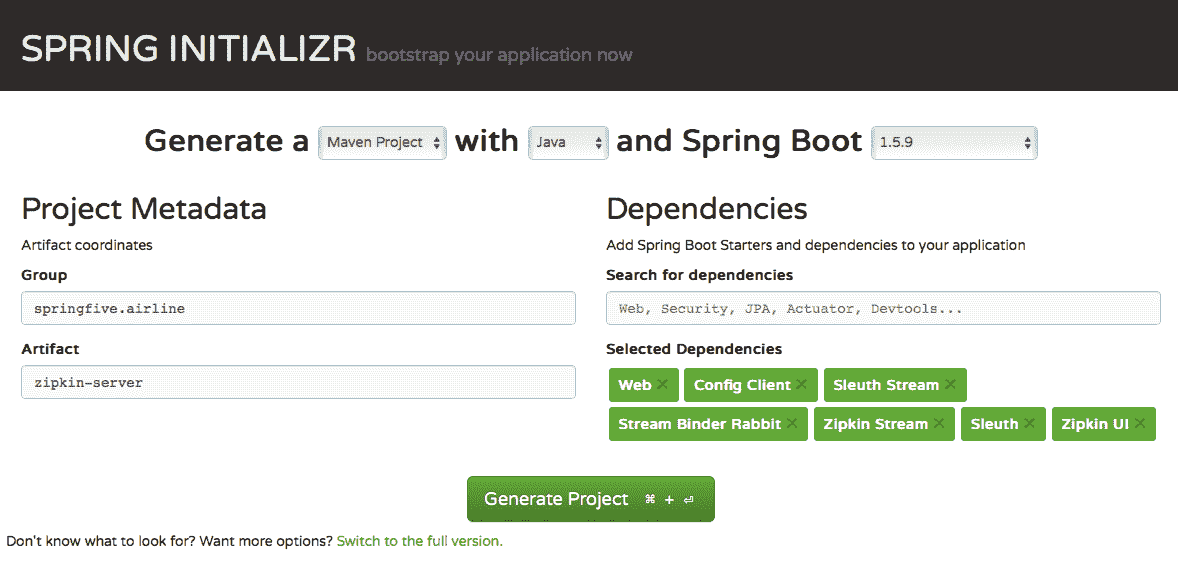 SPRING INITIALIZR bootstrap your application now
Generate a Maven Project with Java and Spring Boot 1.5.9
Project Metadata
Artifact coordinates
Group
springfive.airline
Artifact
zipkin-server
Dependencies
Add Spring Boot Starters and dependencies to your application
Search for dependencies
Web, Security, JPA, Actuator, Devtools...
Selected Dependencies
Web × Config Client × Sleuth Stream ×
Stream Binder Rabbit × Zipkin Stream × Sleuth × Zipkin UI ×
Generate Project ⌘ + ⏎
Don't know what to look for? Want more options? Switch to the full version.